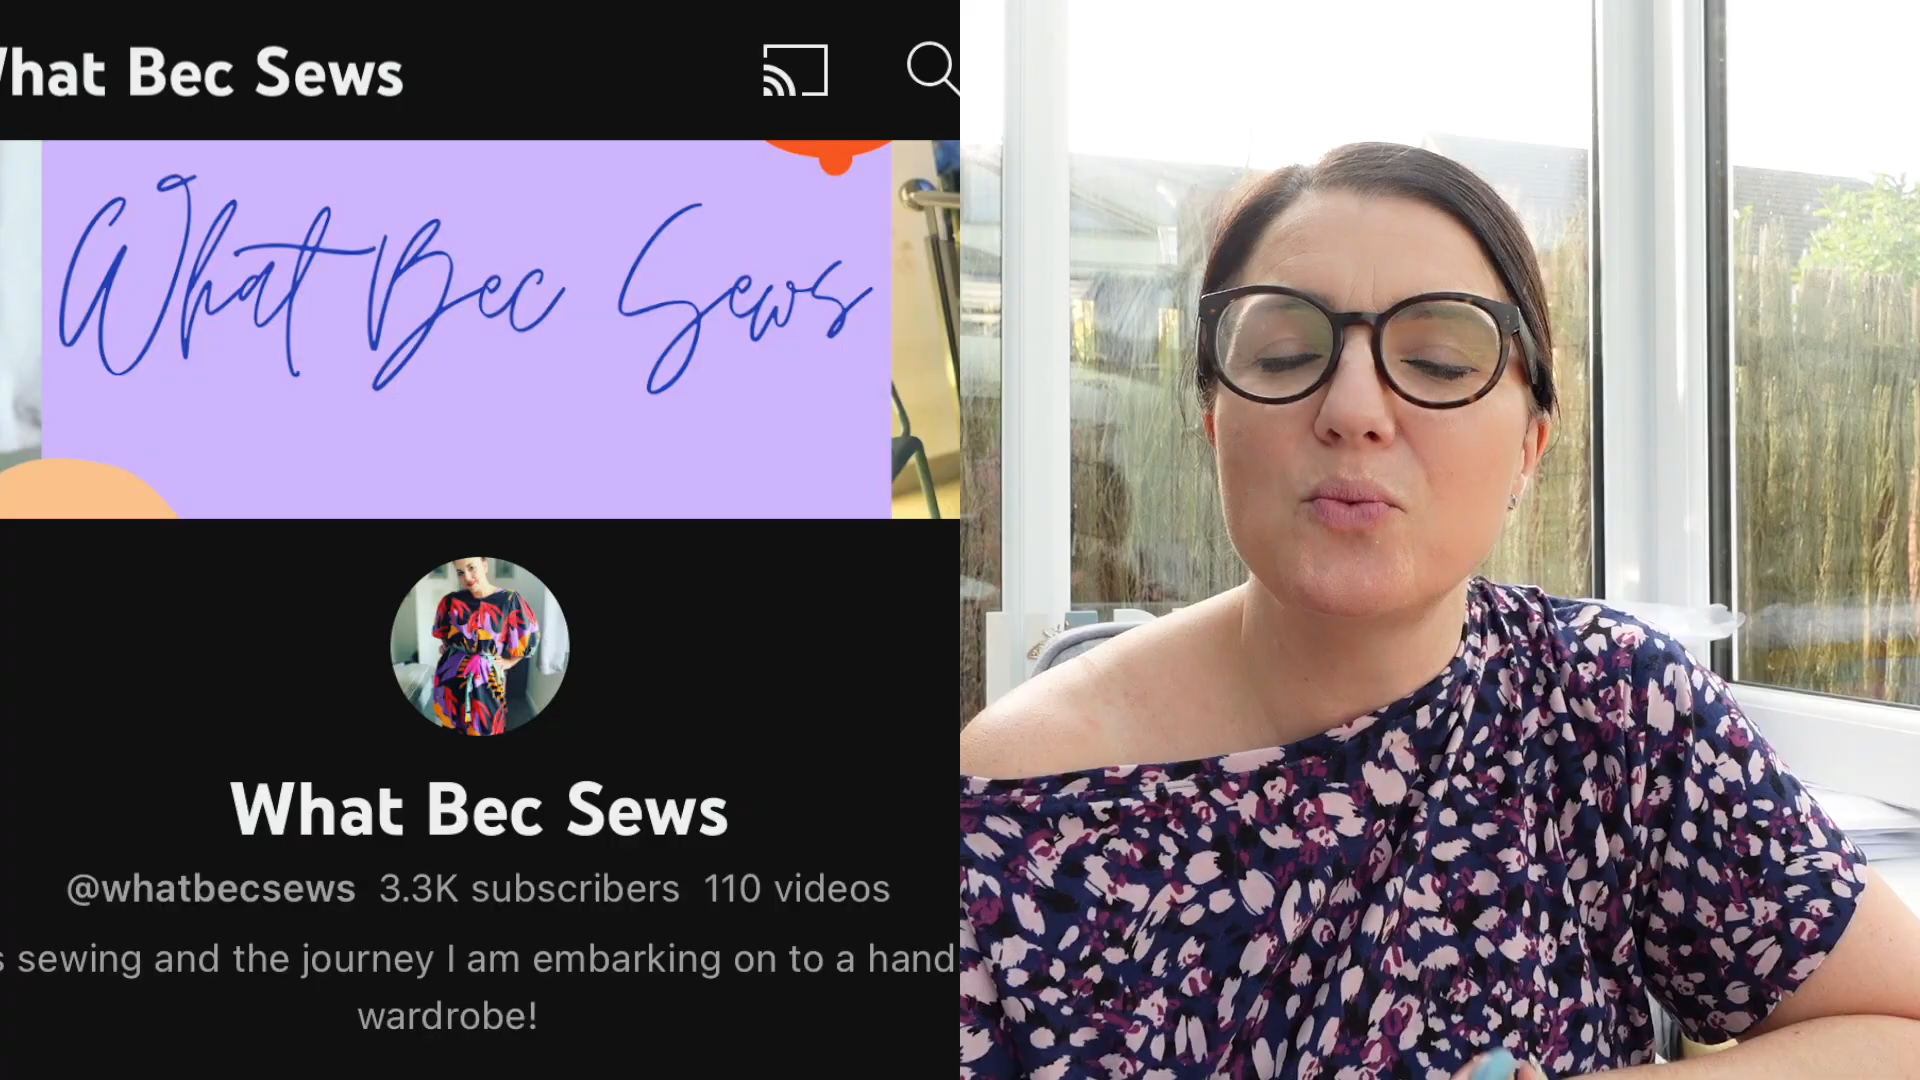 What Bec Sews
What Bec Sews
What Bec Sews
@whatbecsews 3.3K subscribers 110 videos
sewing and the journey I am embarking on to a hand
wardrobe!